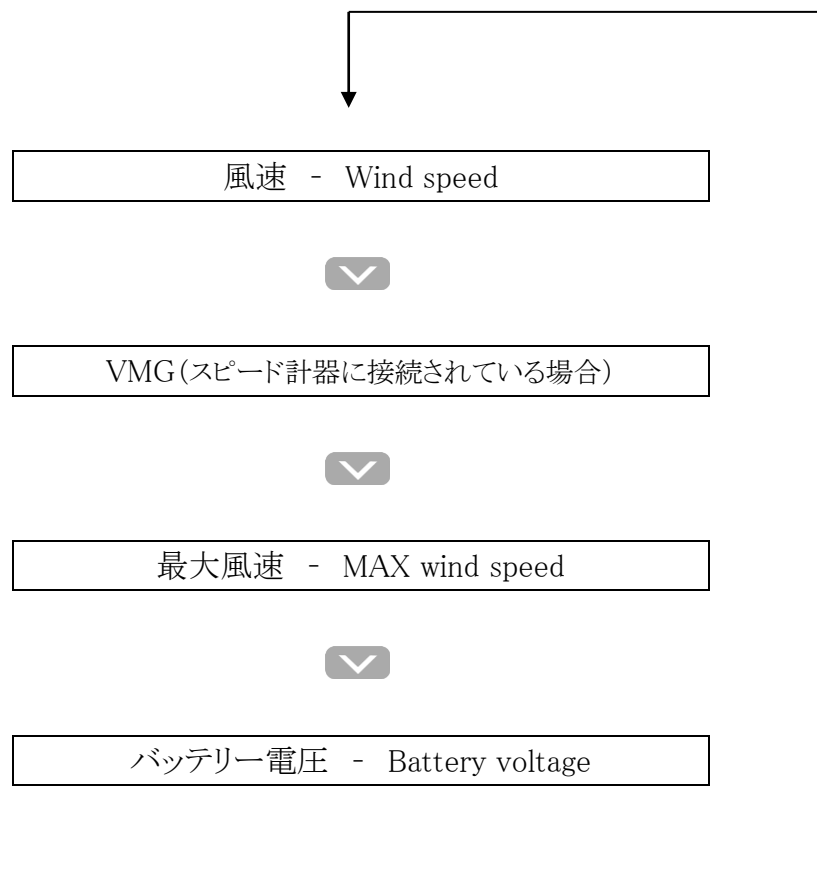 風速 - Wind speed
VMG(スピード計器に接続されている場合)
最大風速 - MAX wind speed
バッテリー電圧 - Battery voltage